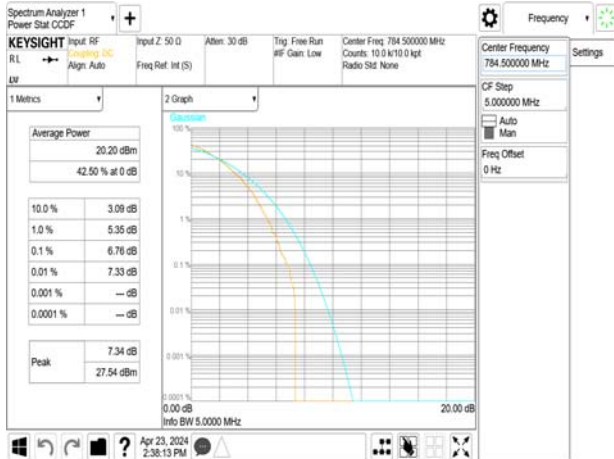 Spectrum Analyzer 1
Power Stat CCDF
Frequency
KEYSIGHT
Input: RF
Coupling: DC
Align: Auto
Input Z: 50 Ω
Freq Ref: Int (S)
Atten: 30 dB
Trig: Free Run
#IF Gain: Low
Center Freq: 784.500000 MHz
Counts: 10.0 k/10.0 kpt
Radio Std: None
RL
LXI
Center Frequency
784.500000 MHz
Settings
CF Step
5.000000 MHz
Auto
Man
Freq Offset
0 Hz
1 Metrics
Average Power
20.20 dBm
42.50 % at 0 dB
10.0 % 3.09 dB
1.0 % 5.35 dB
0.1 % 6.76 dB
0.01 % 7.33 dB
0.001 % --- dB
0.0001 % --- dB
Peak 7.34 dB
27.54 dBm
2 Graph
Gaussian
100 %
10 %
1 %
0.1 %
0.01 %
0.001 %
0.0001 %
0.00 dB 20.00 dB
Info BW 5.0000 MHz
?
Apr 23, 2024
2:38:13 PM